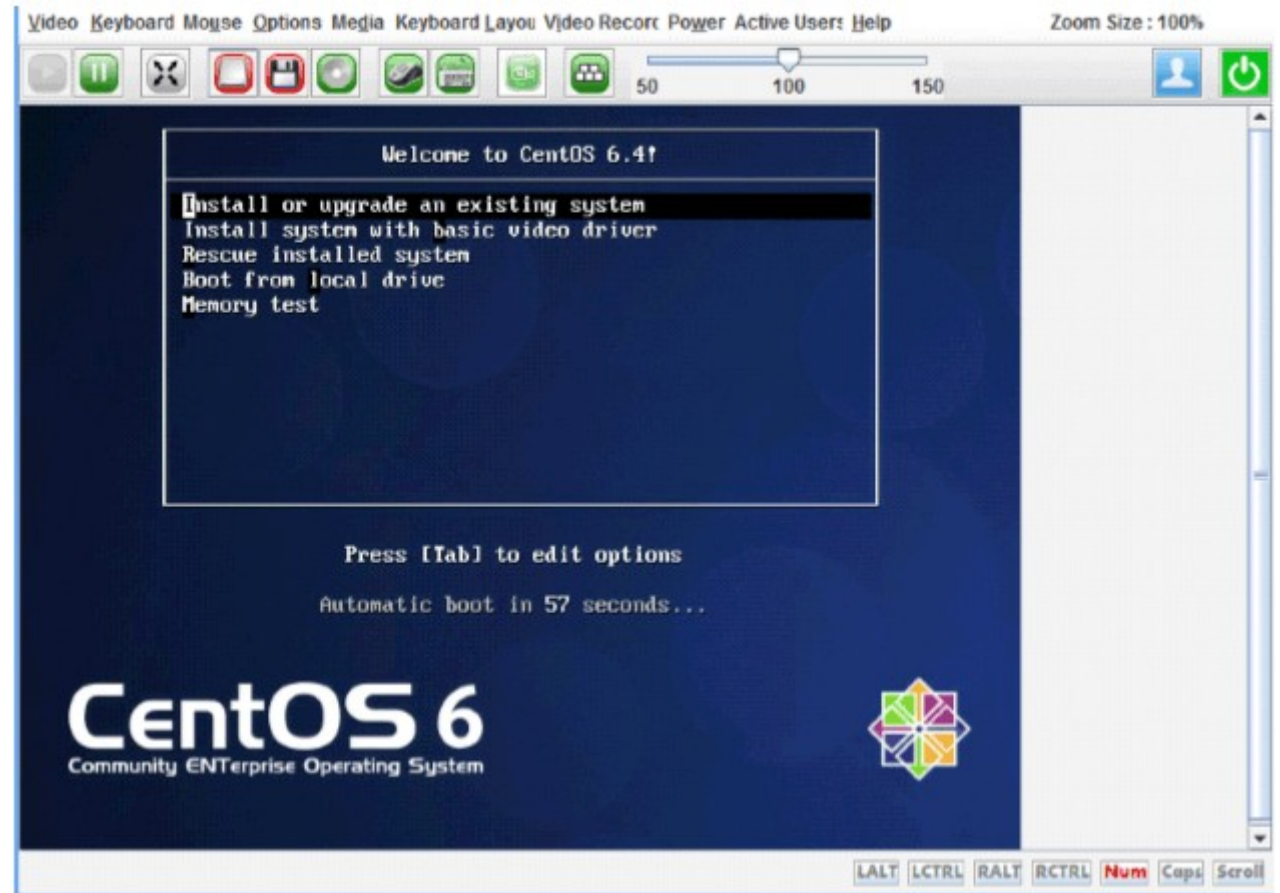 Video Keyboard Mouse Options Media Keyboard Layou Video Recorc Power Active Users Help Zoom Size : 100%
50 100 150
Welcome to CentOS 6.4!
Install or upgrade an existing system
Install system with basic video driver
Rescue installed system
Boot from local drive
Memory test
Press [Tab] to edit options
Automatic boot in 57 seconds...
CentOS 6
Community ENTerprise Operating System
LALT LCTRL RALT RCTRL Num Caps Scroll